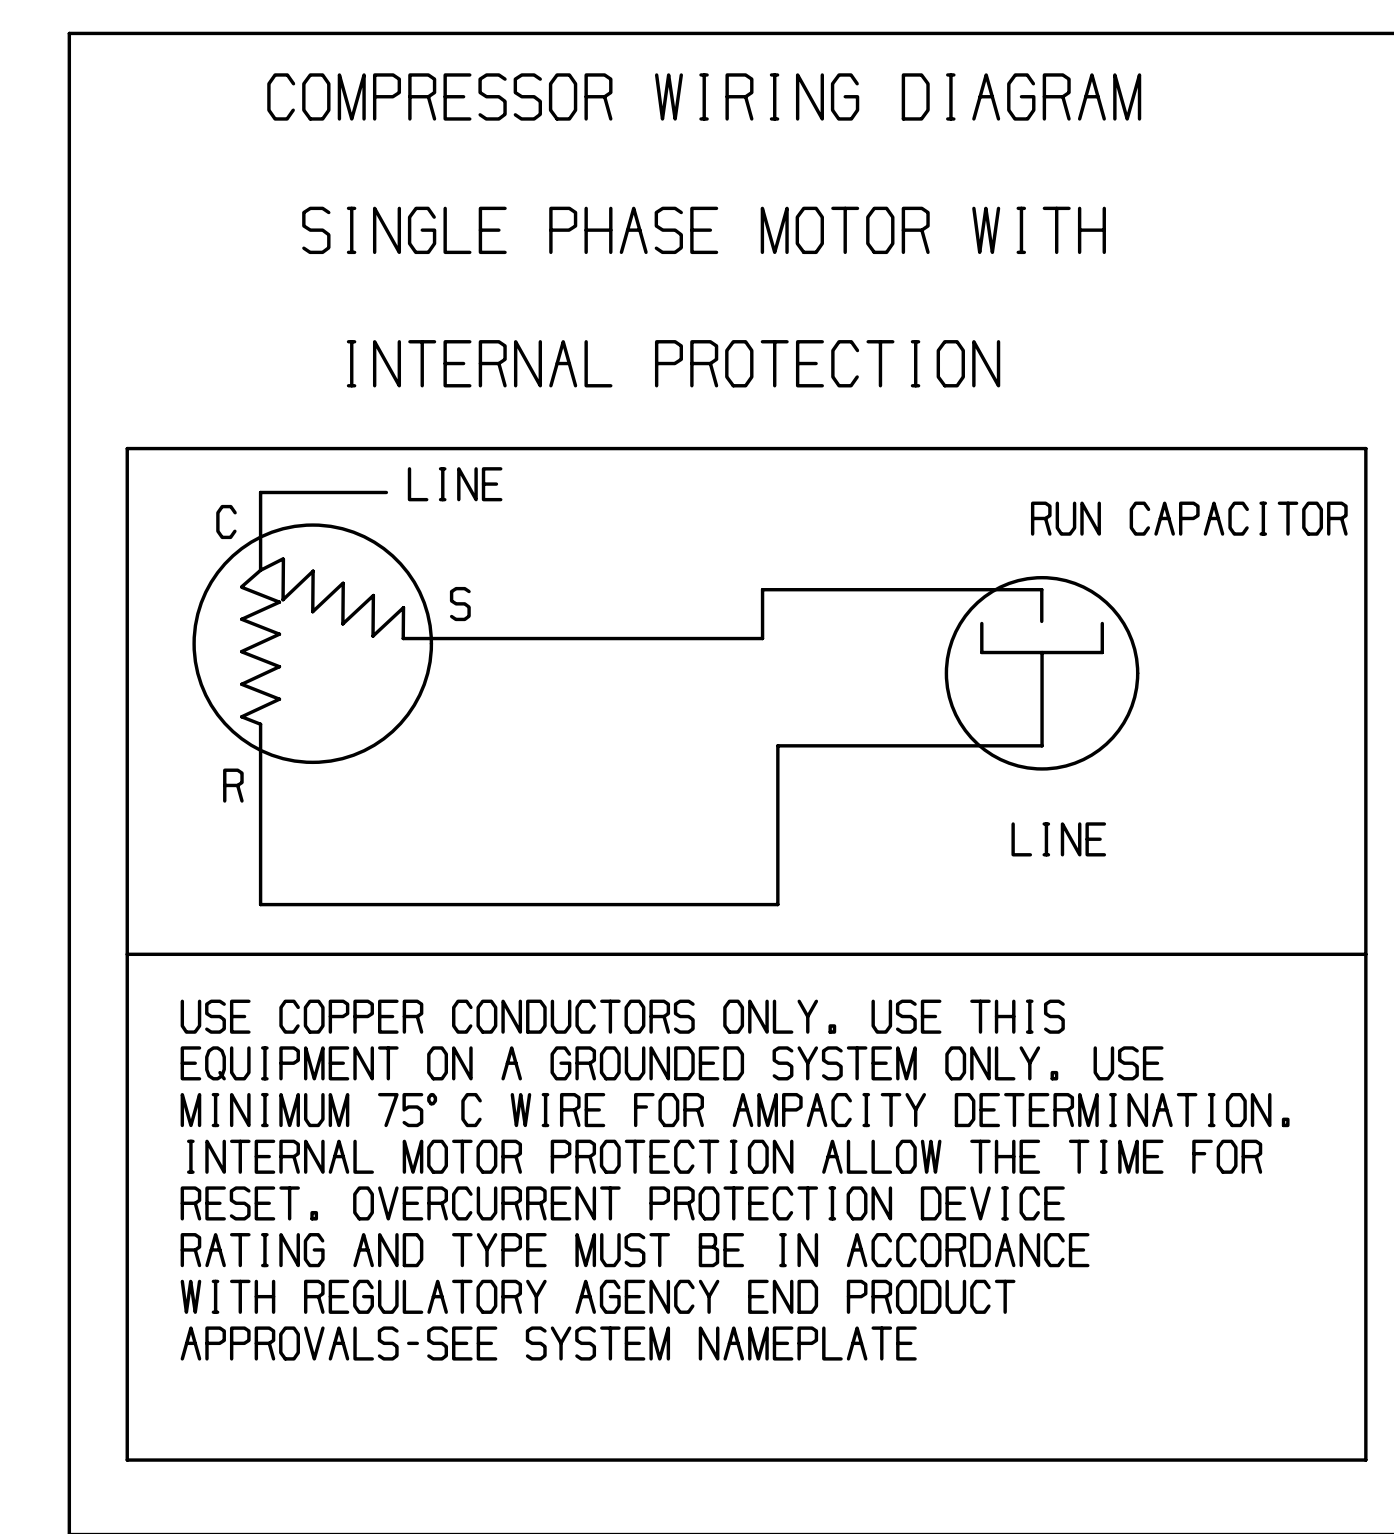 COMPRESSOR WIRING DIAGRAM
SINGLE PHASE MOTOR WITH
INTERNAL PROTECTION
LINE
C
RUN CAPACITOR
S
R
LINE
USE COPPER CONDUCTORS ONLY. USE THIS
EQUIPMENT ON A GROUNDED SYSTEM ONLY. USE
MINIMUM 75° C WIRE FOR AMPACITY DETERMINATION.
INTERNAL MOTOR PROTECTION ALLOW THE TIME FOR
RESET. OVERCURRENT PROTECTION DEVICE
RATING AND TYPE MUST BE IN ACCORDANCE
WITH REGULATORY AGENCY END PRODUCT
APPROVALS-SEE SYSTEM NAMEPLATE